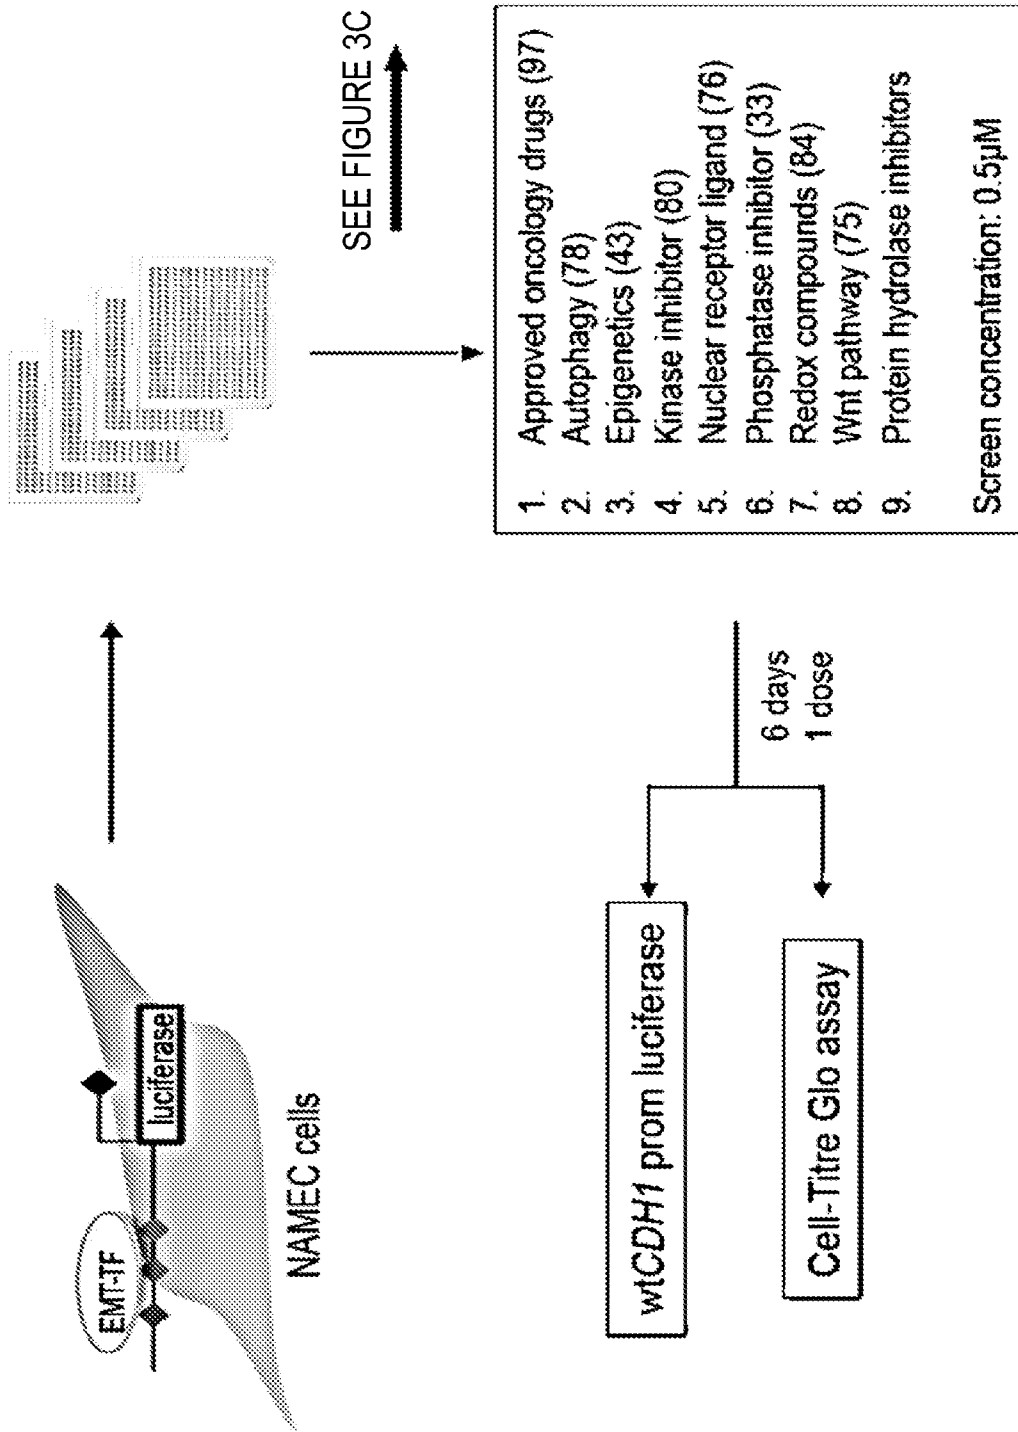 EMT-TF
luciferase
NAMEC cells
SEE FIGURE 3C
1. Approved oncology drugs (97)
2. Autophagy (78)
3. Epigenetics (43)
4. Kinase inhibitor (80)
5. Nuclear receptor ligand (76)
6. Phosphatase inhibitor (33)
7. Redox compounds (84)
8. Wnt pathway (75)
9. Protein hydrolase inhibitors
Screen concentration: 0.5µM
6 days
1 dose
wtCDH1 prom luciferase
Cell-Titre Glo assay